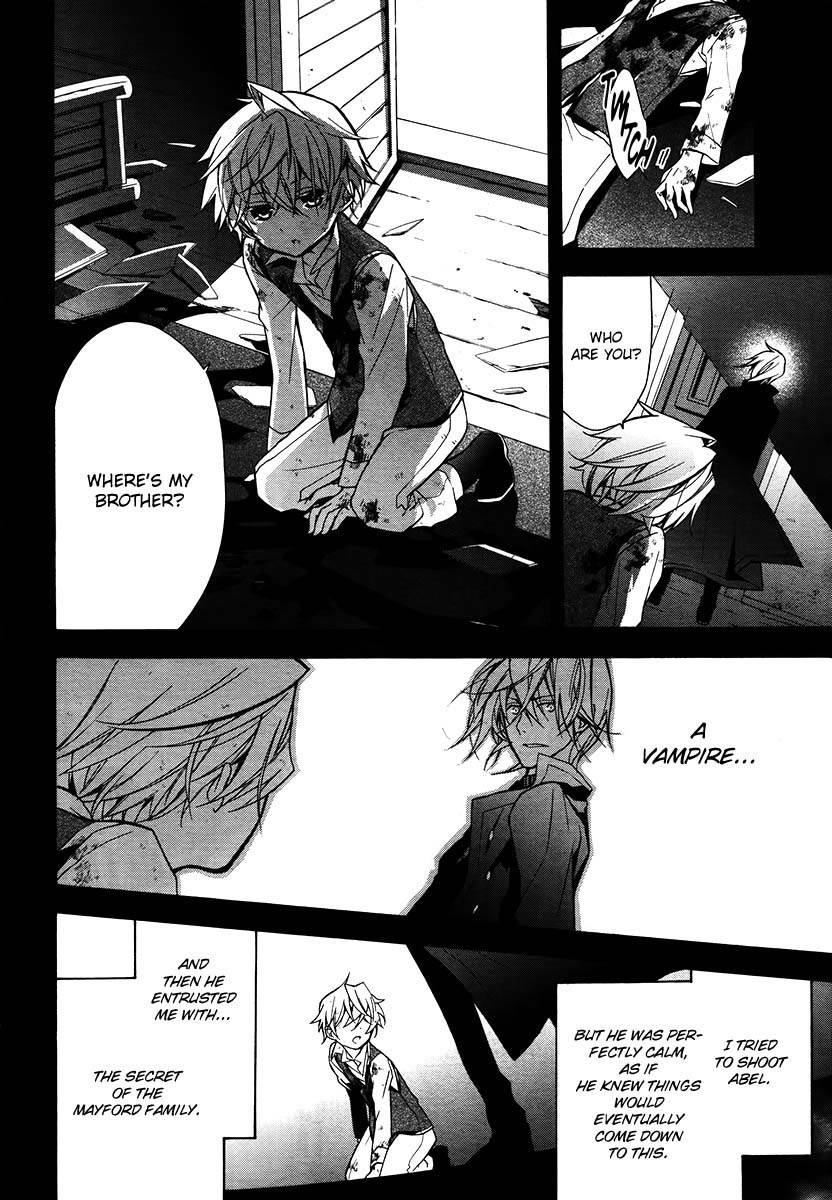 TWITCH!!
WHO
ARE YOU?
WHERE'S MY
BROTHER?
A
VAMPIRE...
I TRIED
TO SHOOT
ABEL.
BUT HE WAS PER-
FECTLY CALM,
AS IF
HE KNEW THINGS
WOULD
EVENTUALLY
COME DOWN
TO THIS.
AND
THEN HE
ENTRUSTED
ME WITH...
THE SECRET
OF THE
MAYFORD FAMILY.